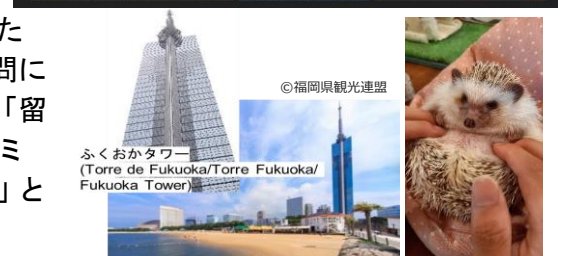 た
問に
「留
ミ
」と
©福岡県観光連盟
ふくおかタワー
(Torre de Fukuoka/Torre Fukuoka/
Fukuoka Tower)